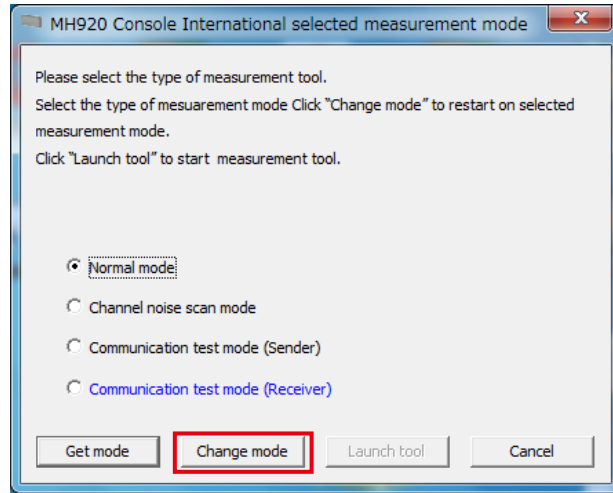 MH920 Console International selected measurement mode
Please select the type of measurement tool.
Select the type of mesuarement mode Click “Change mode” to restart on selected
measurement mode.
Click “Launch tool” to start measurement tool.
Normal mode
Channel noise scan mode
Communication test mode (Sender)
Communication test mode (Receiver)
Get mode Change mode Launch tool Cancel